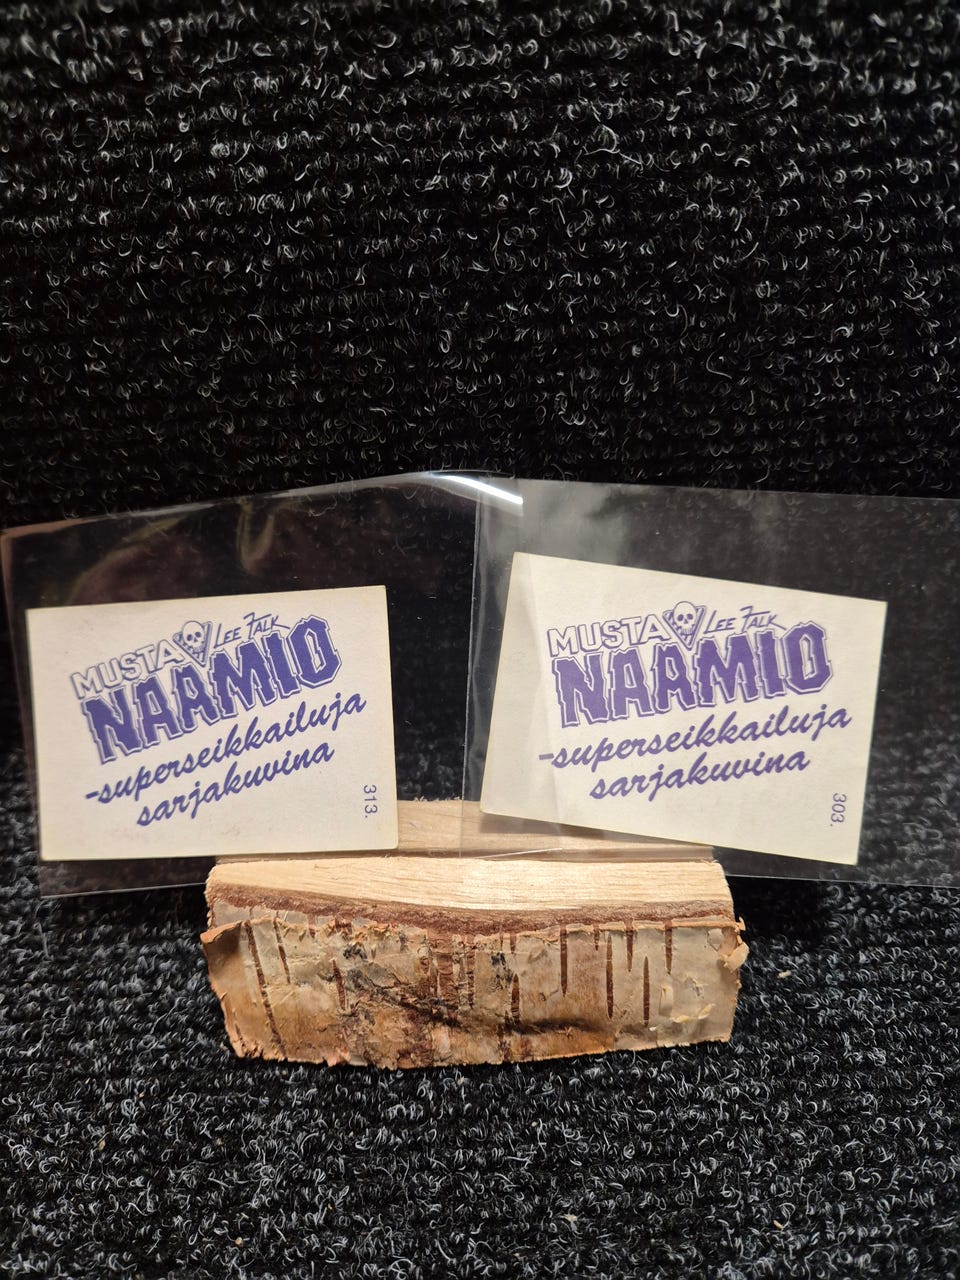 MUSTA LEE FALK
NAAMIO
-superseikkailuja
sarjakuvina
313.
MUSTA LEE FALK
NAAMIO
-superseikkailuja
sarjakuvina
303.